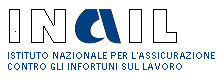 INAIL
ISTITUTO NAZIONALE PER L'ASSICURAZIONE
CONTRO GLI INFORTUNI SUL LAVORO